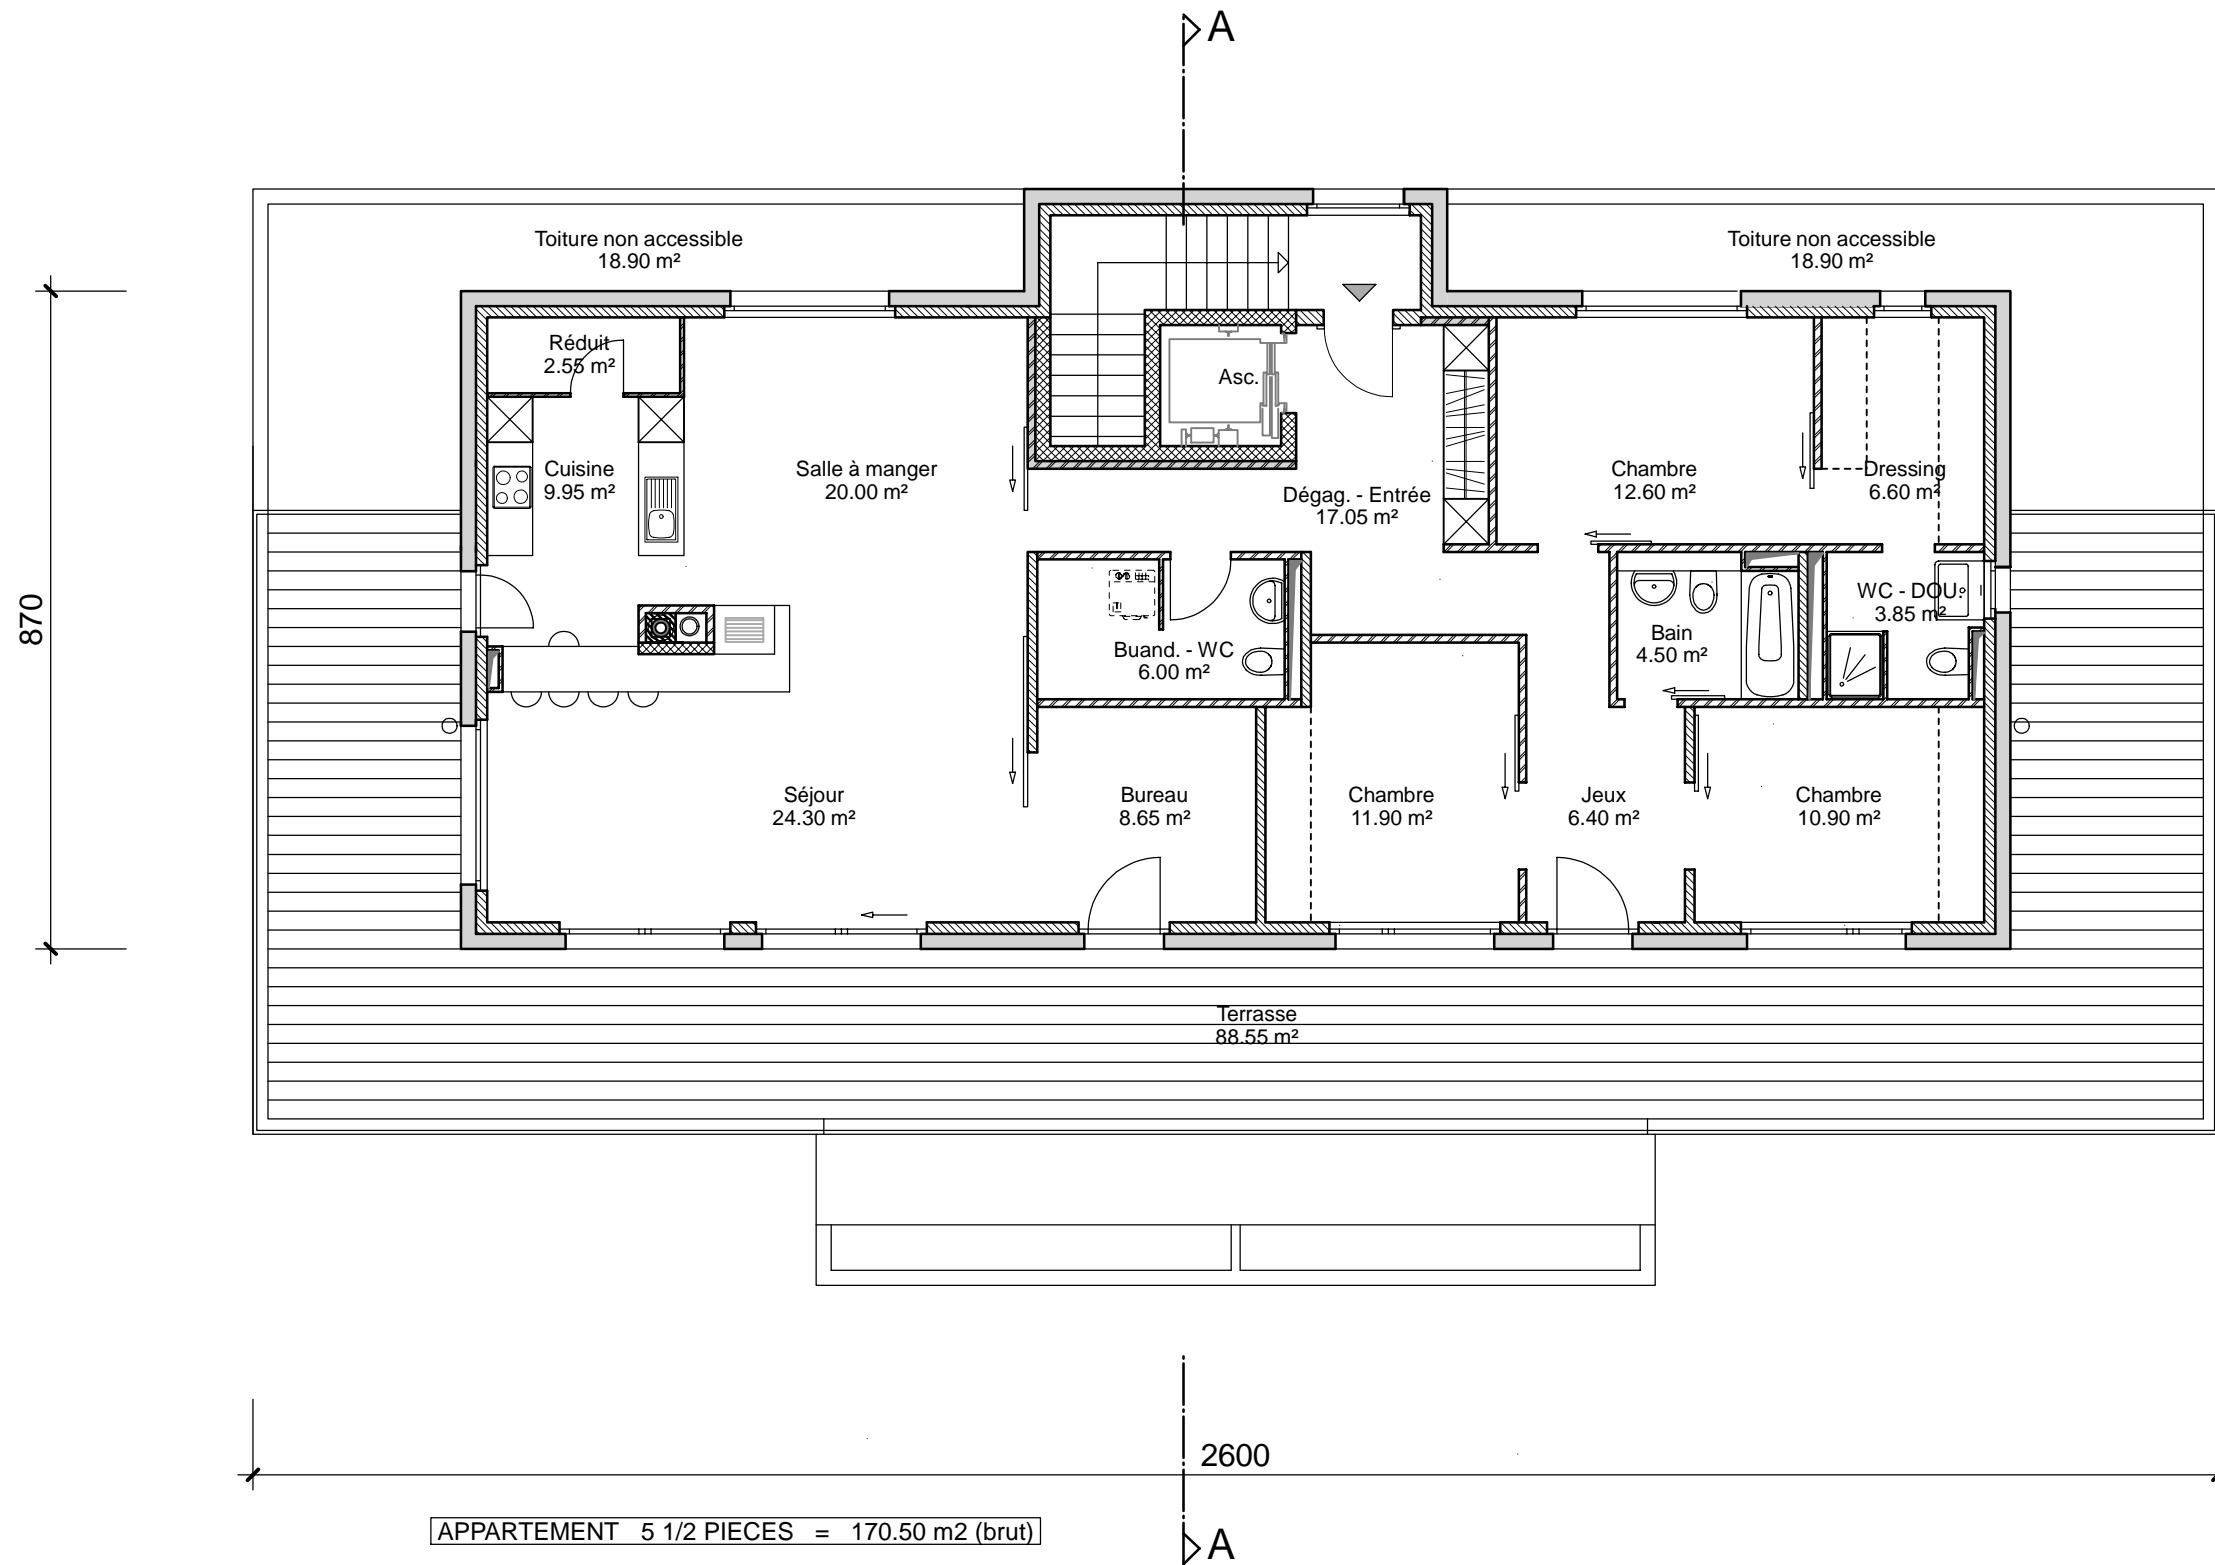 A
Toiture non accessible
18.90 m²
Toiture non accessible
18.90 m²
870
Réduit
2.55 m²
Asc.
Cuisine
9.95 m²
Salle à manger
20.00 m²
Dégag. - Entrée
17.05 m²
Chambre
12.60 m²
Dressing
6.60 m²
Buand. - WC
6.00 m²
Bain
4.50 m²
WC - DOU.
3.85 m²
Séjour
24.30 m²
Bureau
8.65 m²
Chambre
11.90 m²
Jeux
6.40 m²
Chambre
10.90 m²
Terrasse
88.55 m²
2600
APPARTEMENT 5 1/2 PIECES = 170.50 m2 (brut)
A